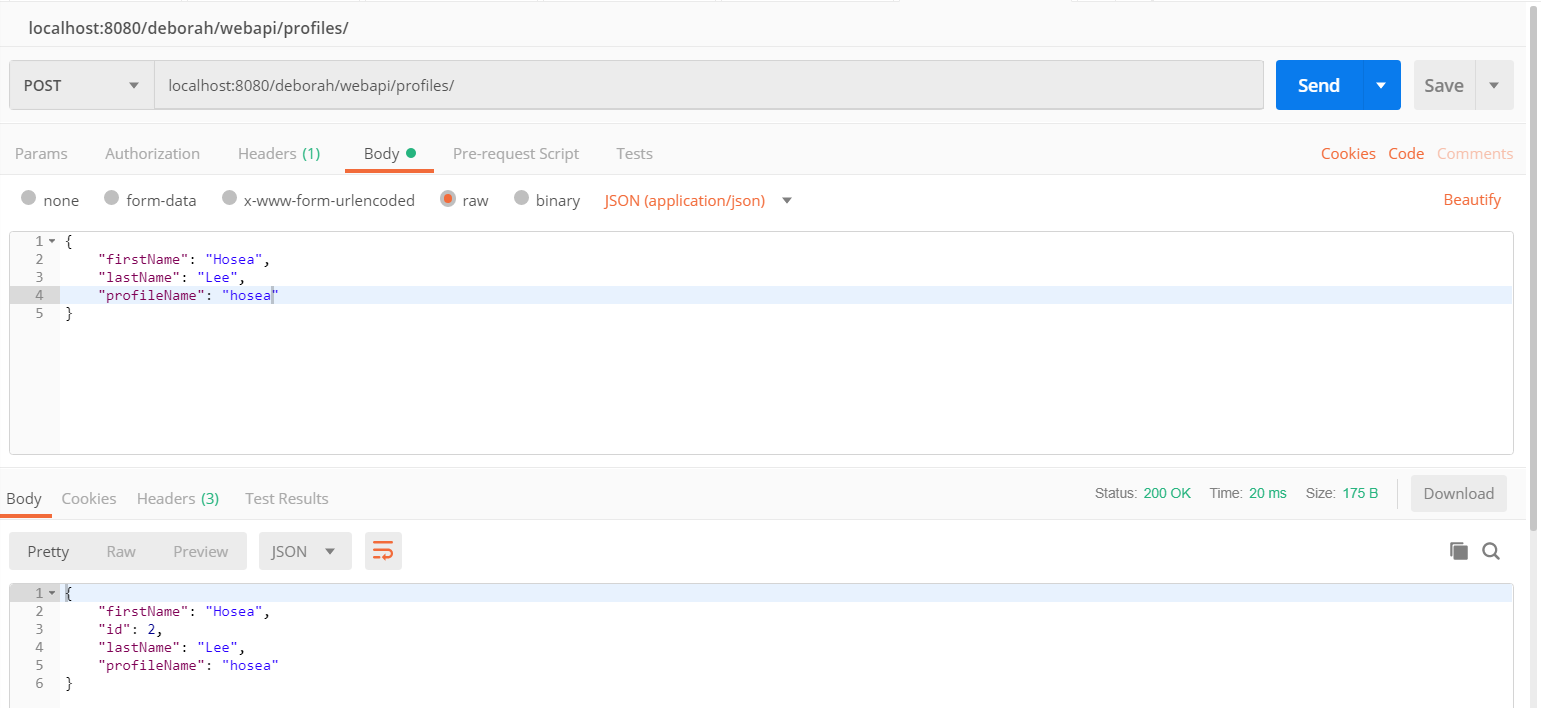 localhost:8080/deborah/webapi/profiles/
POST localhost:8080/deborah/webapi/profiles/ Send Save
Params Authorization Headers (1) Body Pre-request Script Tests Cookies Code Comments
none form-data x-www-form-urlencoded raw binary JSON (application/json) Beautify
1 {
2 "firstName": "Hosea",
3 "lastName": "Lee",
4 "profileName": "hosea"
5 }
Body Cookies Headers (3) Test Results Status: 200 OK Time: 20 ms Size: 175 B Download
Pretty Raw Preview JSON
1 {
2 "firstName": "Hosea",
3 "id": 2,
4 "lastName": "Lee",
5 "profileName": "hosea"
6 }